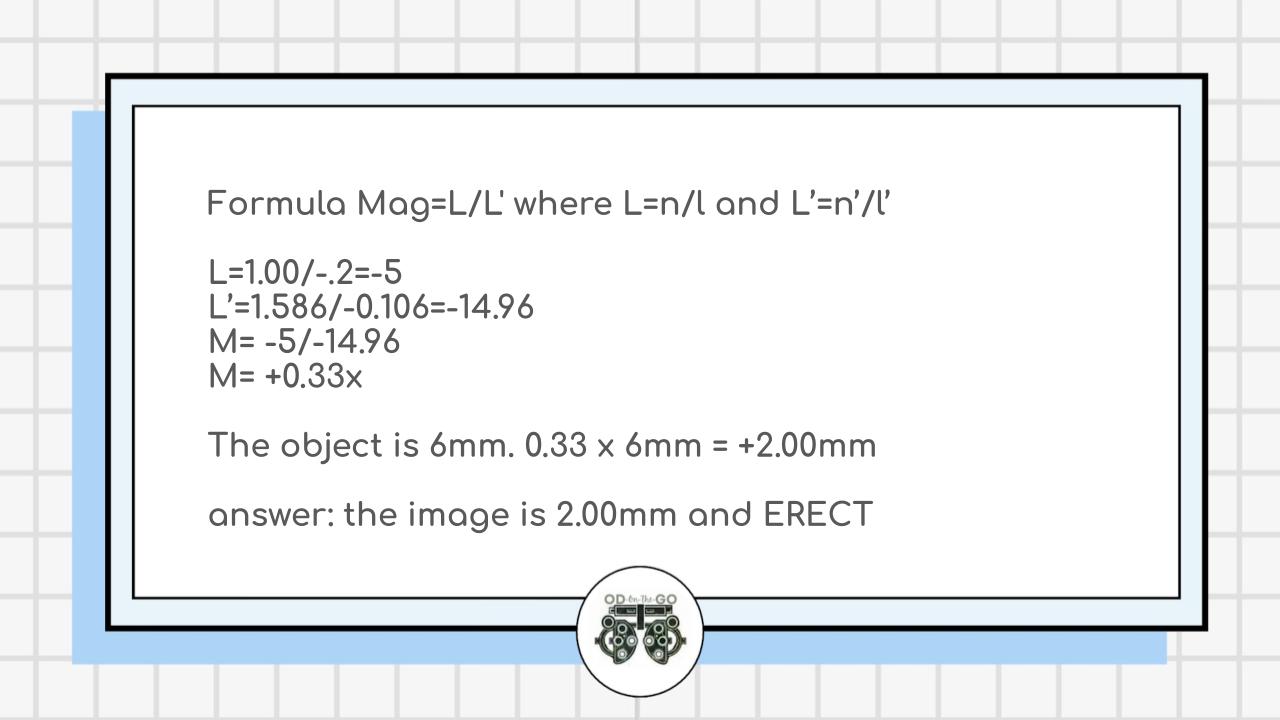 Formula Mag=L/L' where L=n/l and L’=n’/l’
L=1.00/-.2=-5
L’=1.586/-0.106=-14.96
M= -5/-14.96
M= +0.33x
The object is 6mm. 0.33 x 6mm = +2.00mm
answer: the image is 2.00mm and ERECT
OD-On-The-GO